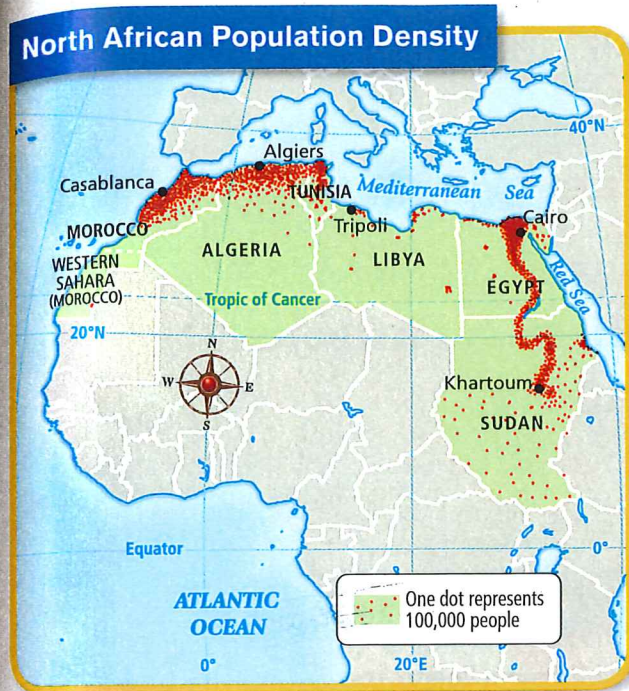 North African Population Density
40°N
Algiers
Casablanca
TUNISIA
Mediterranean Sea
Tripoli
Cairo
MOROCCO
ALGERIA
LIBYA
WESTERN
SAHARA
(MOROCCO)
EGYPT
Red Sea
Tropic of Cancer
20°N
N
W
E
S
Khartoum
SUDAN
Equator
0°
ATLANTIC
OCEAN
One dot represents
100,000 people
0°
20°E